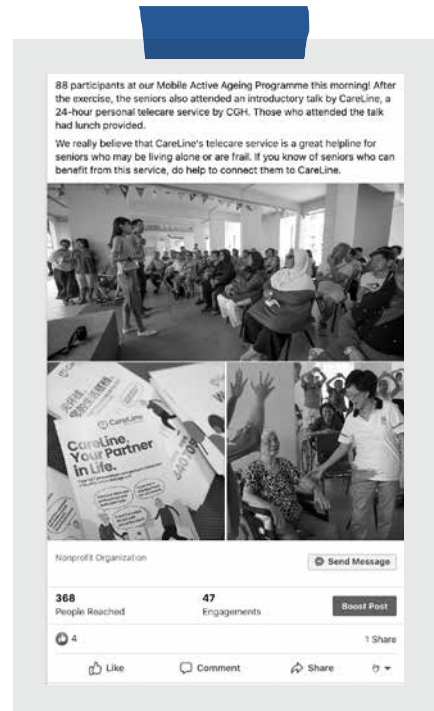 88 participants at our Mobile Active Ageing Programme this morning! After
the exercise, the seniors also attended an introductory talk by CareLine, a
24-hour personal telecare service by CGH. Those who attended the talk
had lunch provided.
We really believe that CareLine's telecare service is a great helpline for
seniors who may be living alone or are frail. If you know of seniors who can
benefit from this service, do help to connect them to CareLine.
CareLine
CareLine,
Your Partner
in Life.
Nonprofit Organization
Send Message
368
People Reached
47
Engagements
Boost Post
4
1 Share
Like
Comment
Share